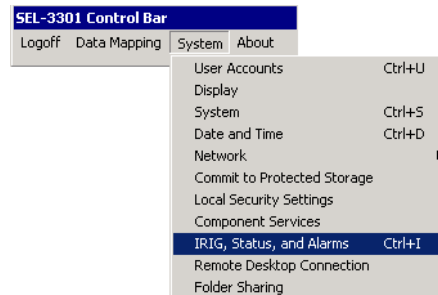 SEL-3301 Control Bar
Logoff Data Mapping System About
User Accounts Ctrl+U
Display
System Ctrl+S
Date and Time Ctrl+D
Network
Commit to Protected Storage
Local Security Settings
Component Services
IRIG, Status, and Alarms Ctrl+I
Remote Desktop Connection
Folder Sharing